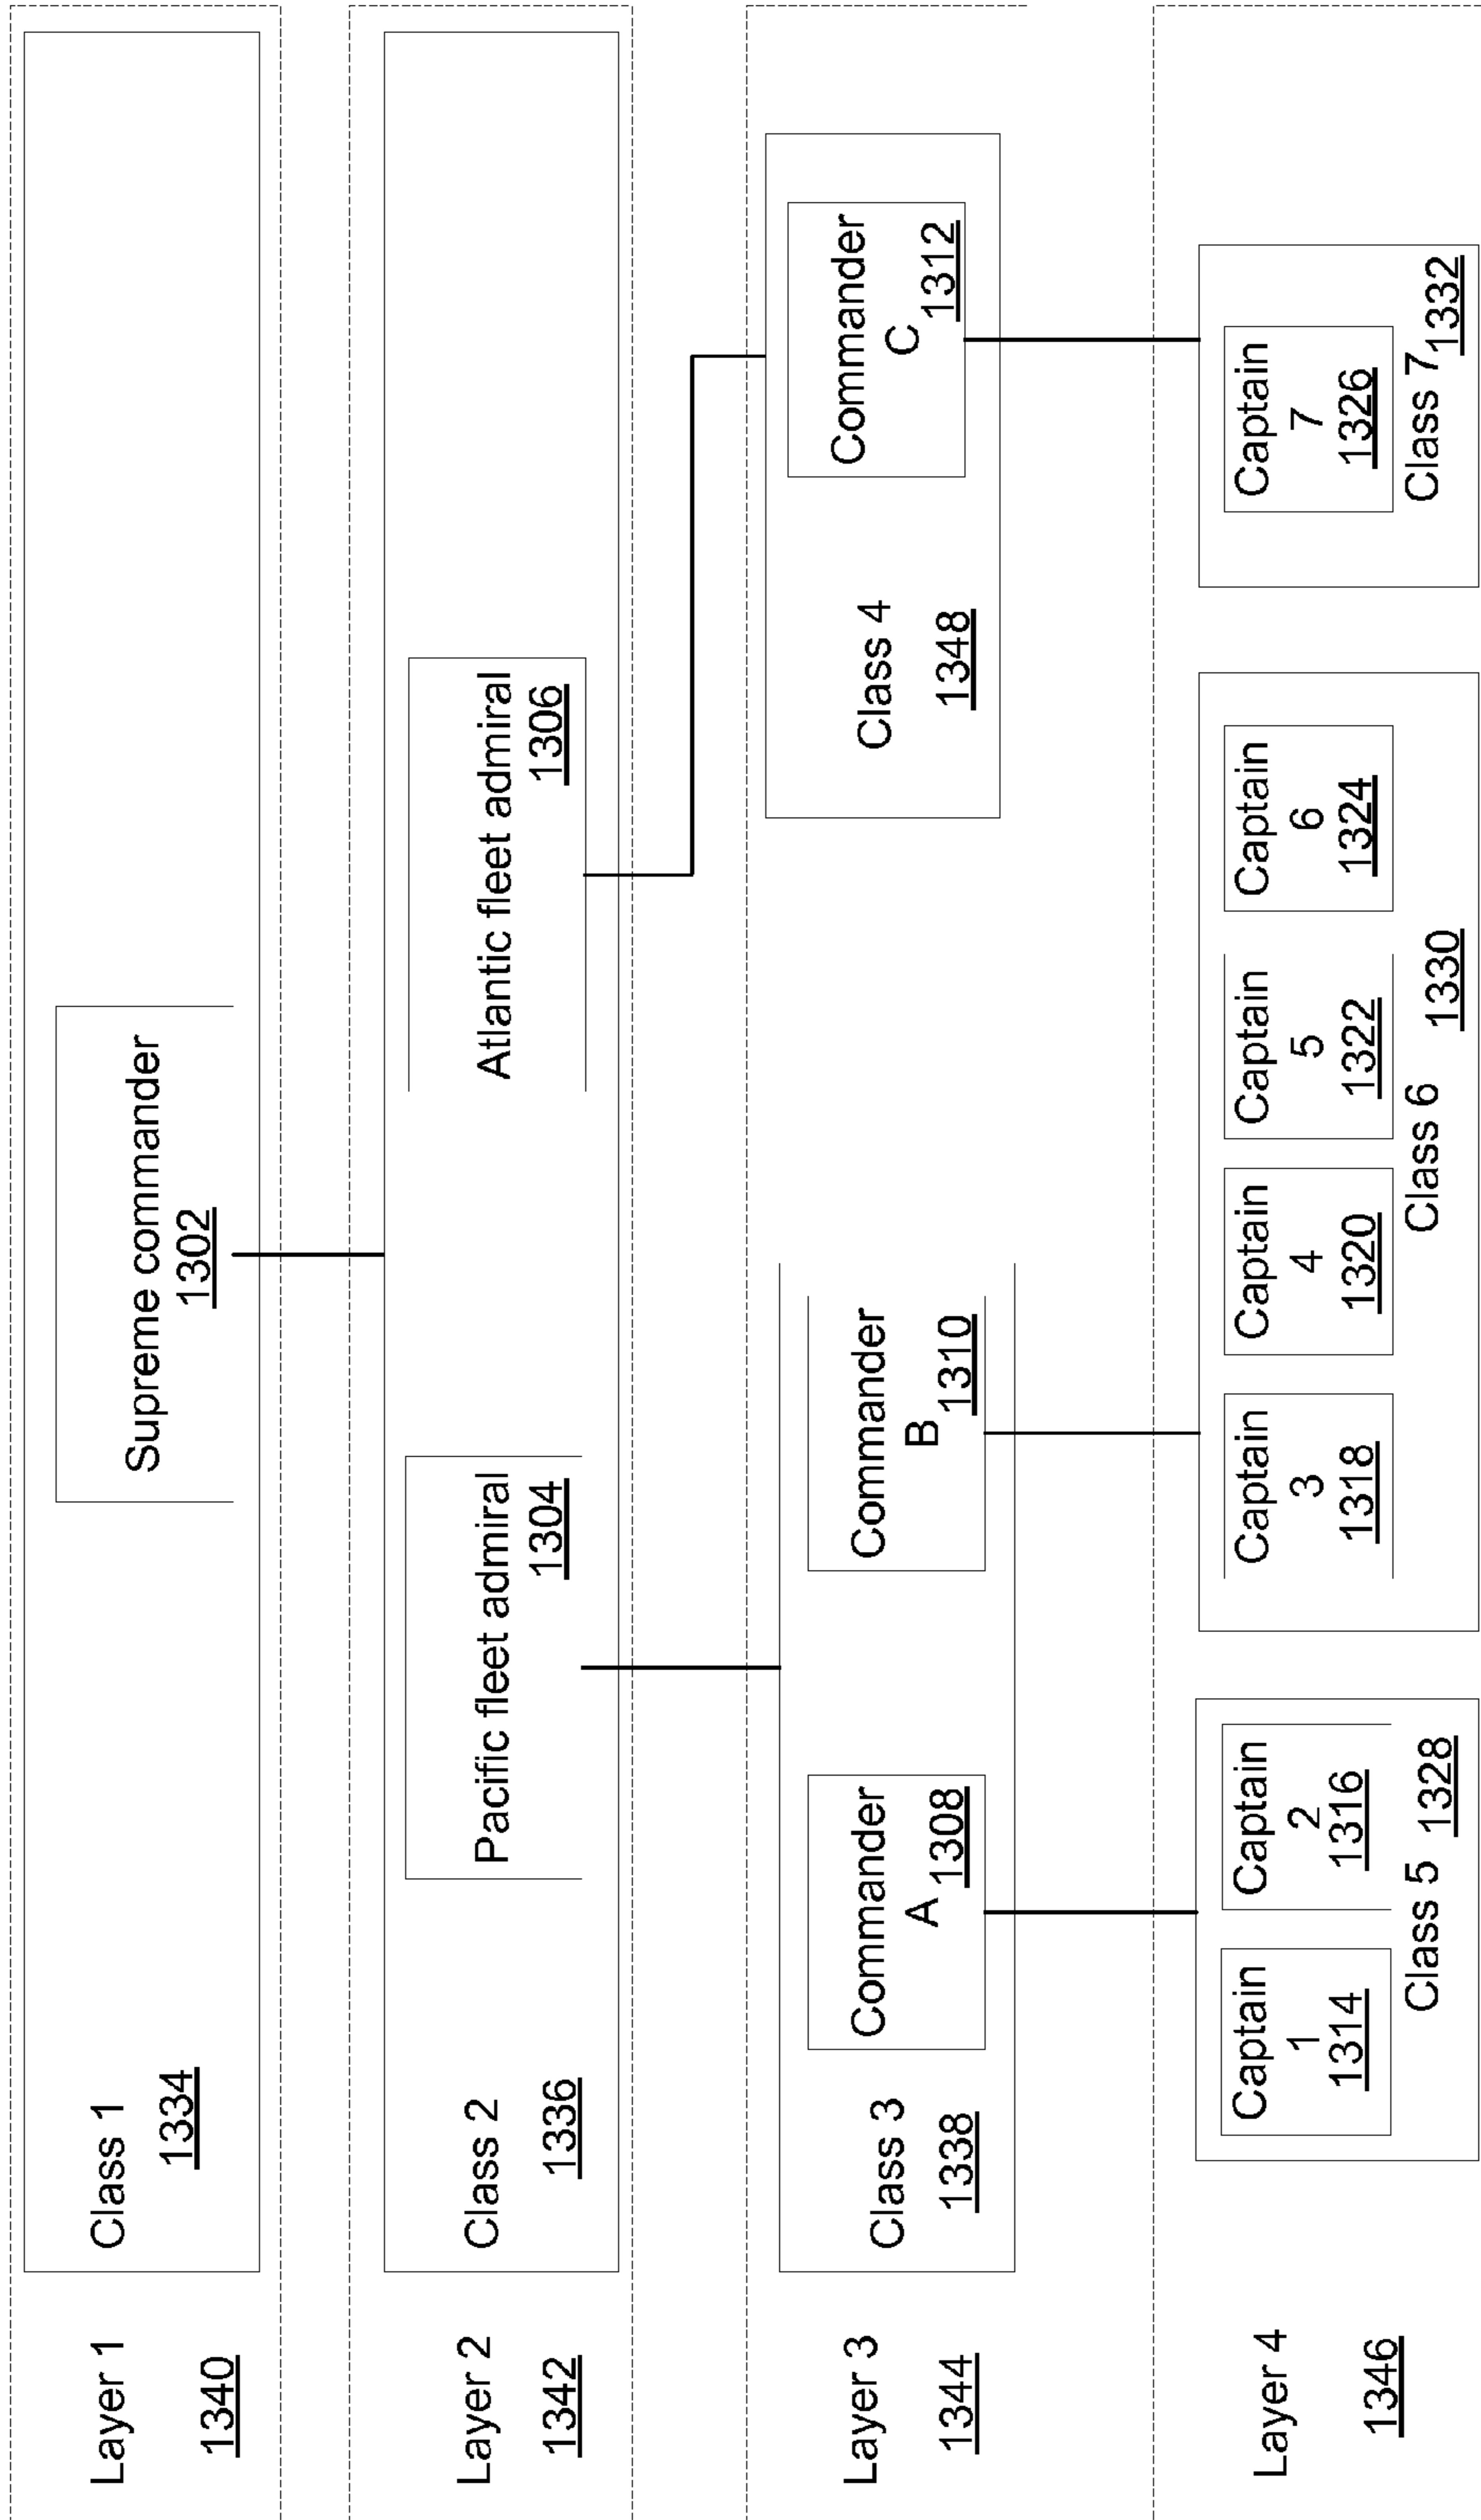 Layer 1
1340
Class 1
1334
Supreme commander
1302
Layer 2
1342
Class 2
1336
Pacific fleet admiral
1304
Atlantic fleet admiral
1306
Layer 3
1344
Class 3
1338
Commander
A
1308
Commander
B
1310
Class 4
1348
Commander
C
1312
Layer 4
1346
Captain
1
1314
Captain
2
1316
Class 5
1328
Captain
3
1318
Captain
4
1320
Captain
5
1322
Captain
6
1324
Class 6
1330
Captain
7
1326
Class 7
1332